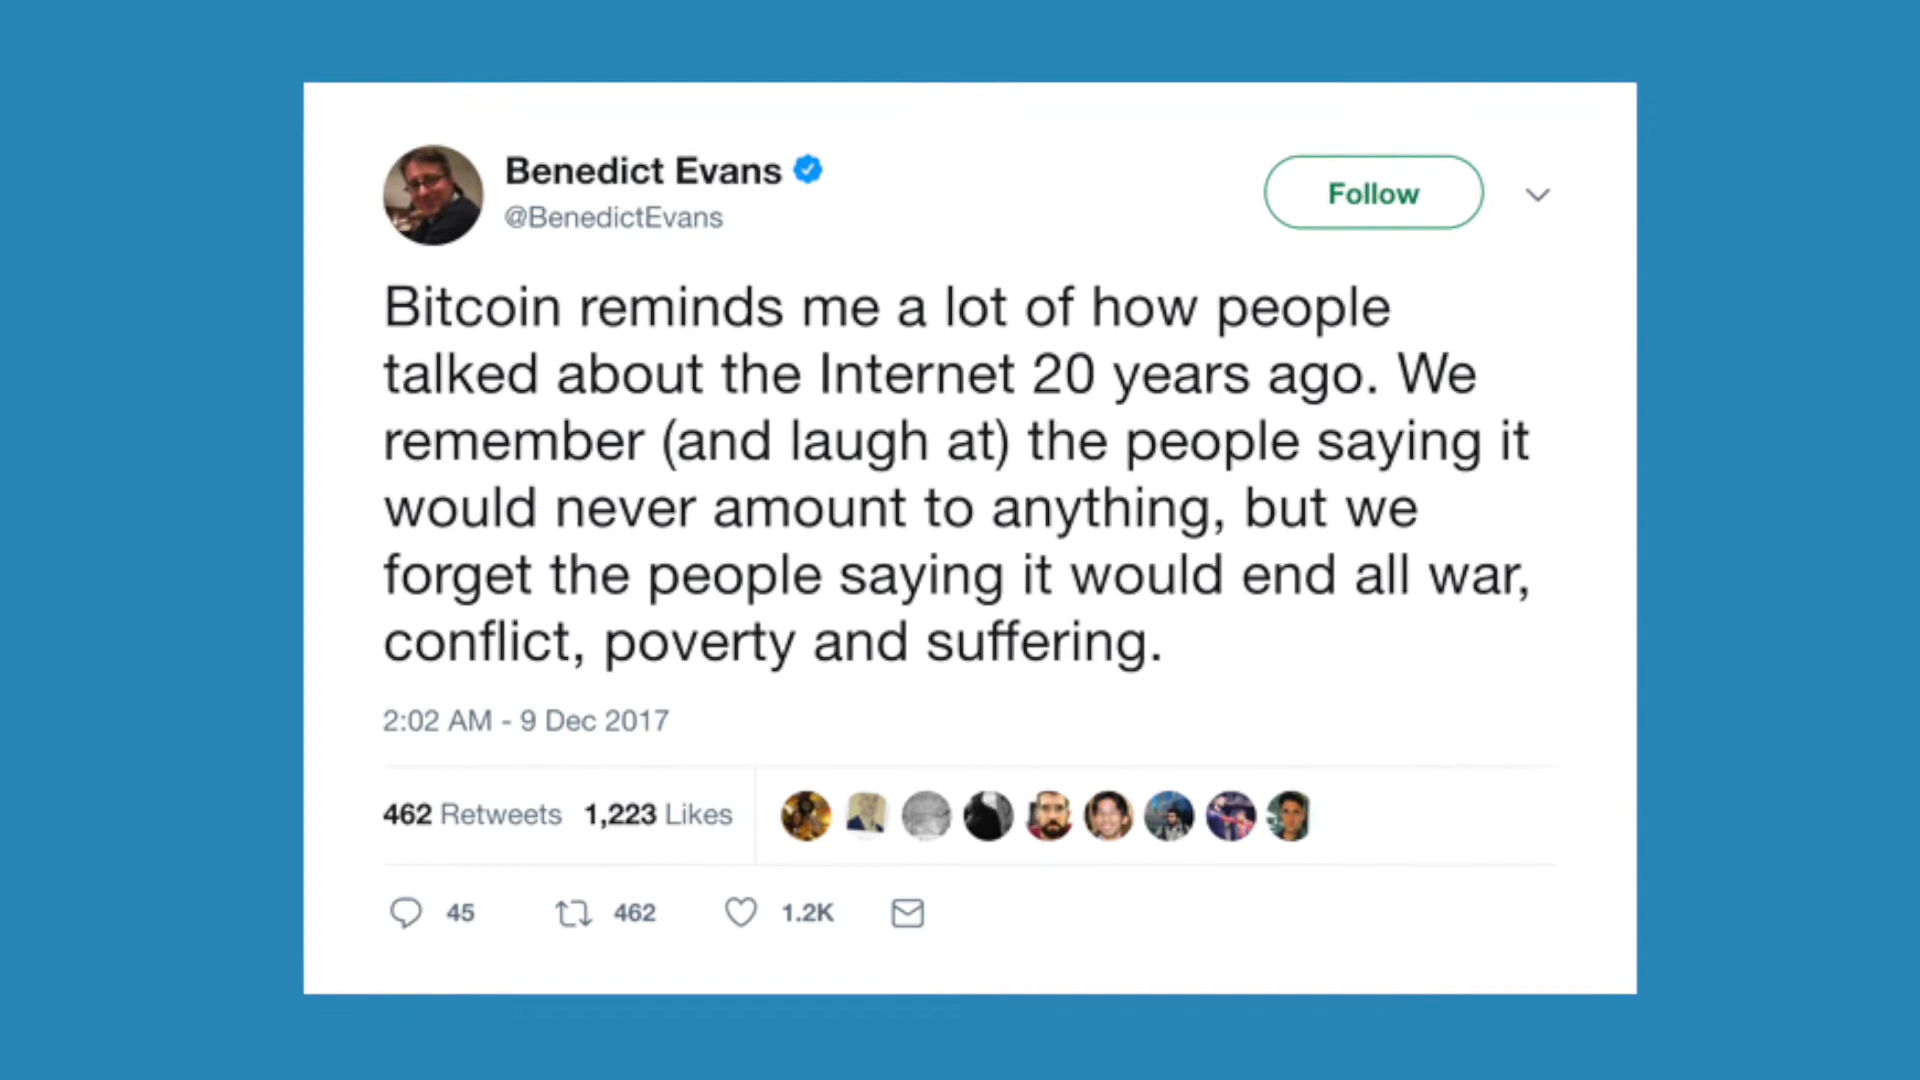 Benedict Evans
@BenedictEvans
Follow
Bitcoin reminds me a lot of how people
talked about the Internet 20 years ago. We
remember (and laugh at) the people saying it
would never amount to anything, but we
forget the people saying it would end all war,
conflict, poverty and suffering.
2:02 AM - 9 Dec 2017
462 Retweets 1,223 Likes
45 462 1.2K